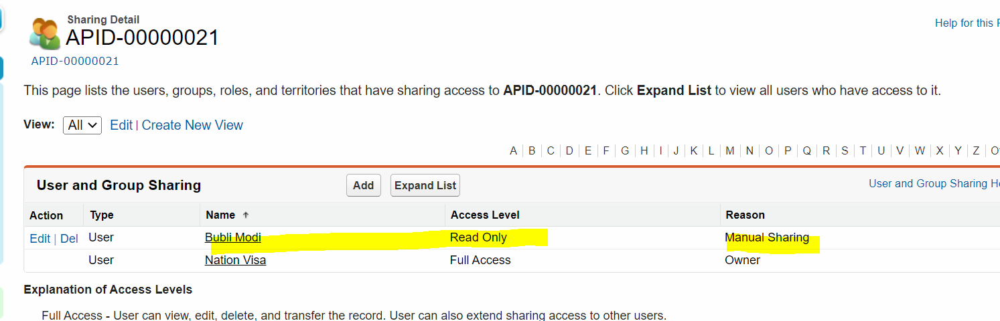 Sharing Detail
APID-00000021
Help for this
APID-00000021
This page lists the users, groups, roles, and territories that have sharing access to APID-00000021. Click Expand List to view all users who have access to it.
View: All Edit | Create New View
A | B | C | D | E | F | G | H | I | J | K | L | M | N | O | P | Q | R | S | T | U | V | W | X | Y | Z
User and Group Sharing Add Expand List User and Group Sharing
Action Type Name ↑ Access Level Reason
Edit | Del User Bubli Modi Read Only Manual Sharing
User Nation Visa Full Access Owner
Explanation of Access Levels
Full Access - User can view, edit, delete, and transfer the record. User can also extend sharing access to other users.